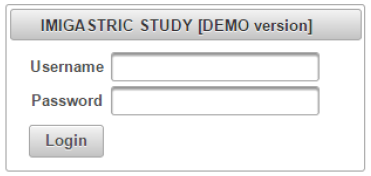 IMIGASTRIC STUDY [DEMO version]
Username
Password
Login